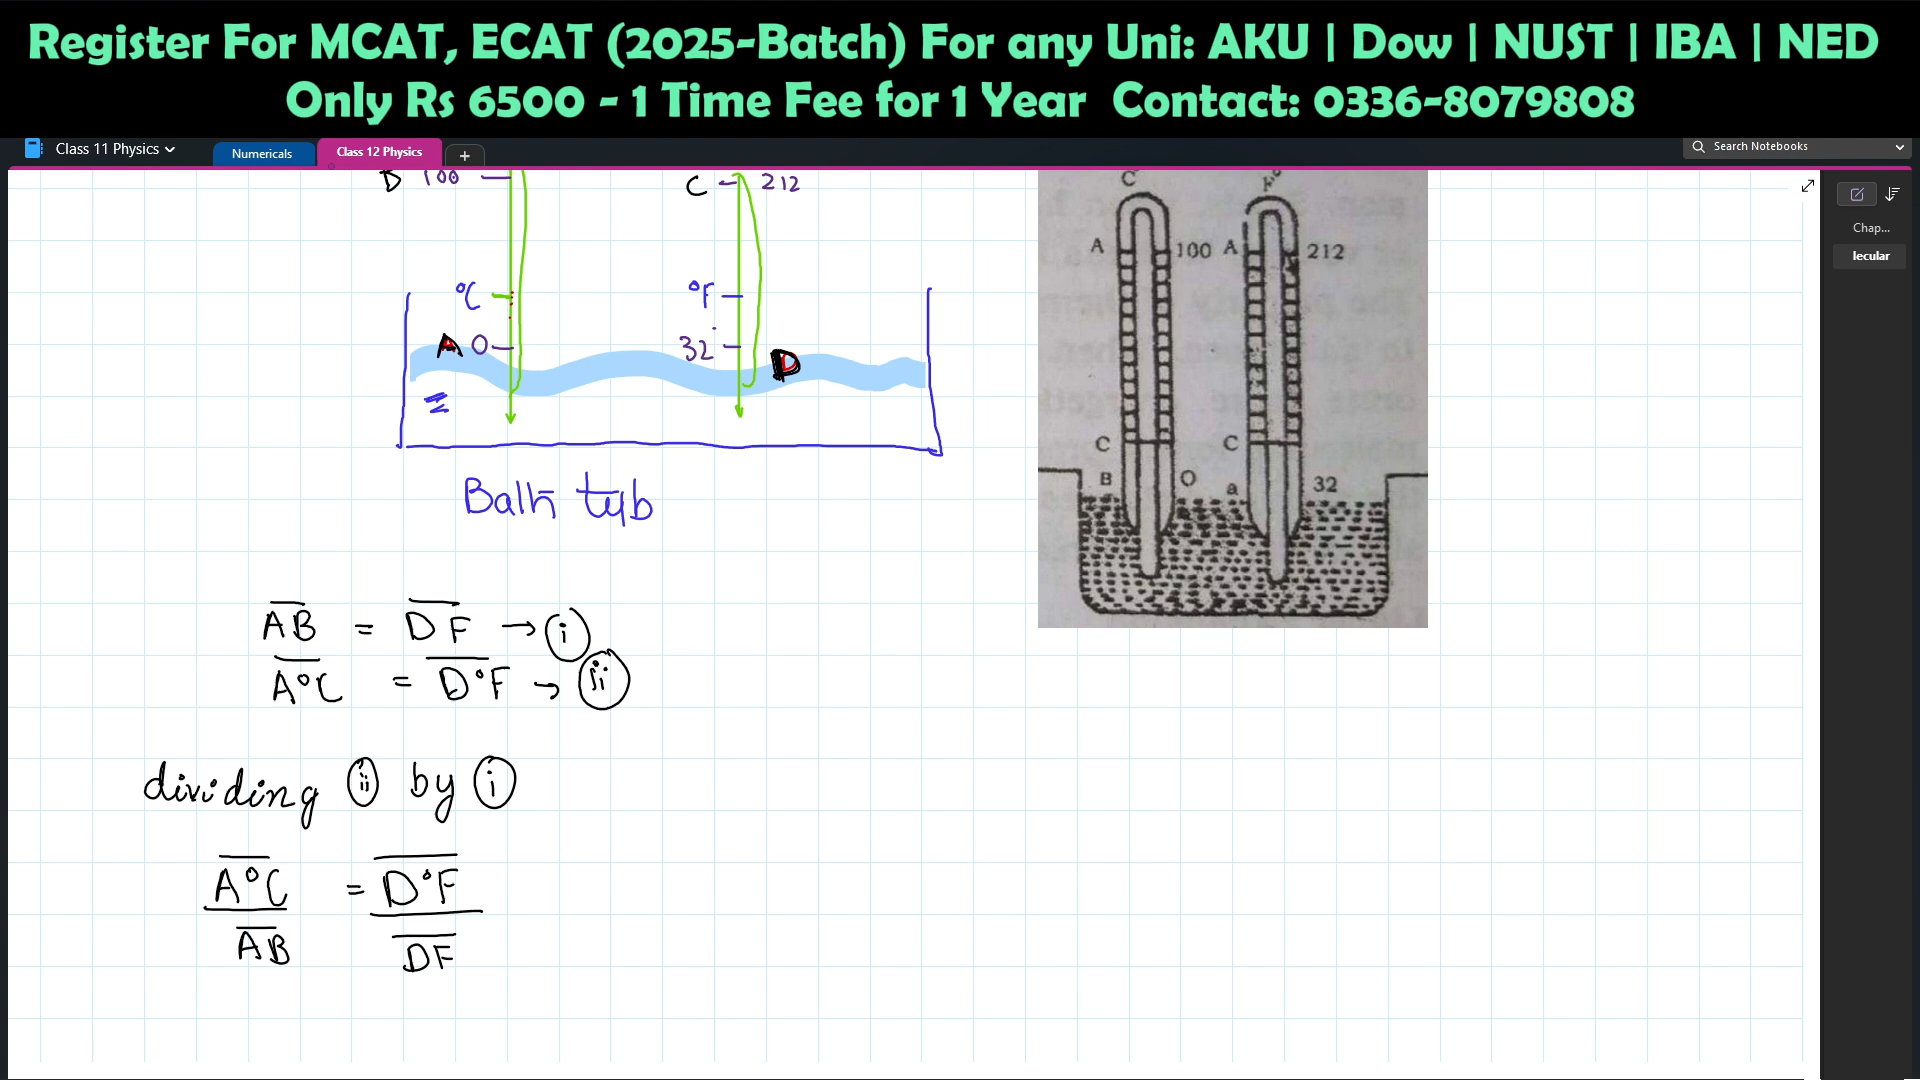 Register For MCAT, ECAT (2025-Batch) For any Uni: AKU | Dow | NUST | IBA | NED
Only Rs 6500 - 1 Time Fee for 1 Year Contact: 0336-8079808
Class 11 Physics
Numericals
Class 12 Physics
+
Search Notebooks
Chap...
lecular
B 100
C 212
°C
°F
A 0
32
D
Bath tub
C
F°
A 100 A 212
C C
B O a 32
AB = DF → (i)
A°C = D°F → (ii)
dividing (ii) by (i)
A°C = D°F
AB DF